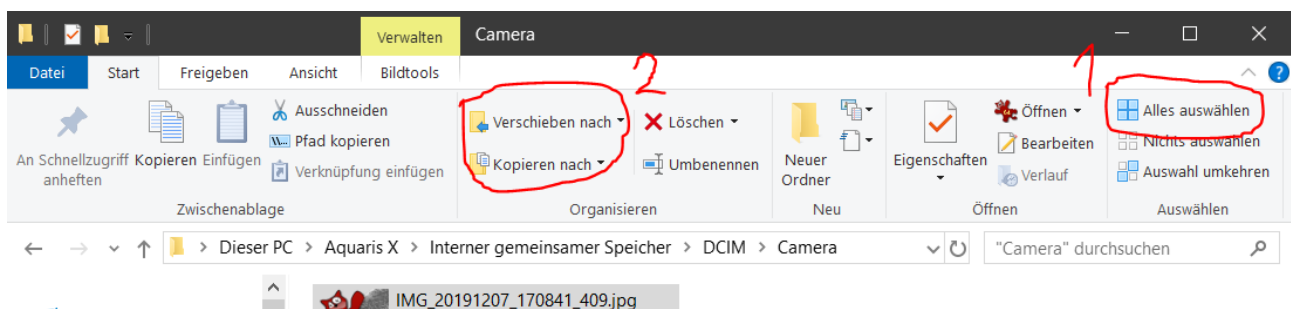 Verwalten Camera
Datei Start Freigeben Ansicht Bildtools
2 1
An Schnellzugriff anheften
Kopieren
Einfügen
Ausschneiden
Pfad kopieren
Verknüpfung einfügen
Zwischenablage
Verschieben nach
Kopieren nach
Löschen
Umbenennen
Organisieren
Neuer
Ordner
Neu
Eigenschaften
Öffnen
Bearbeiten
Verlauf
Öffnen
Alles auswählen
Nichts auswählen
Auswahl umkehren
Auswählen
Dieser PC > Aquaris X > Interner gemeinsamer Speicher > DCIM > Camera
"Camera" durchsuchen
IMG_20191207_170841_409.jpg